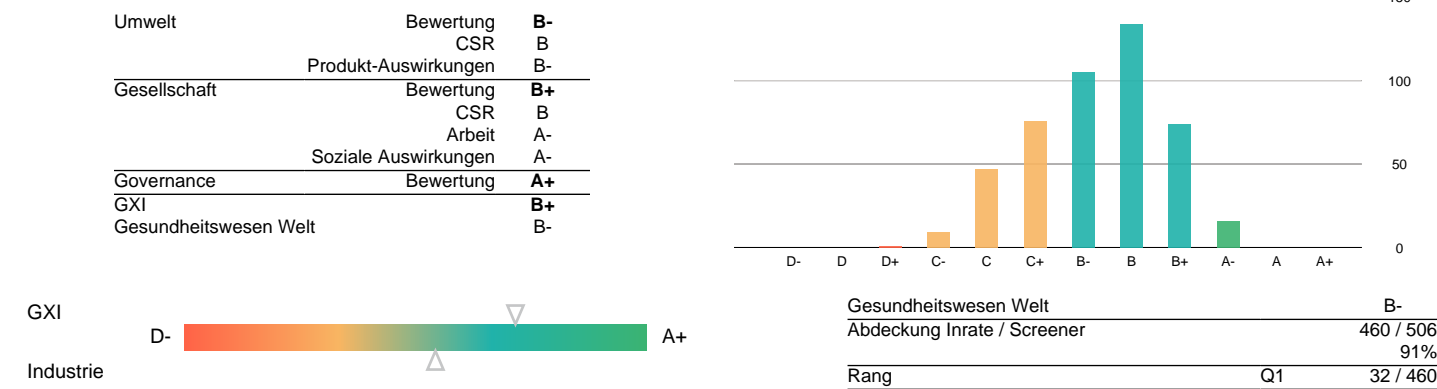 Umwelt Bewertung B-
CSR B
Produkt-Auswirkungen B-
Gesellschaft Bewertung B+
CSR B
Arbeit A-
Soziale Auswirkungen A-
Governance Bewertung A+
GXI B+
Gesundheitswesen Welt B-
100
50
0
D- D D+ C- C C+ B- B B+ A- A A+
GXI
D- A+
Industrie
Gesundheitswesen Welt B-
Abdeckung Inrate / Screener 460 / 506
91%
Rang Q1 32 / 460